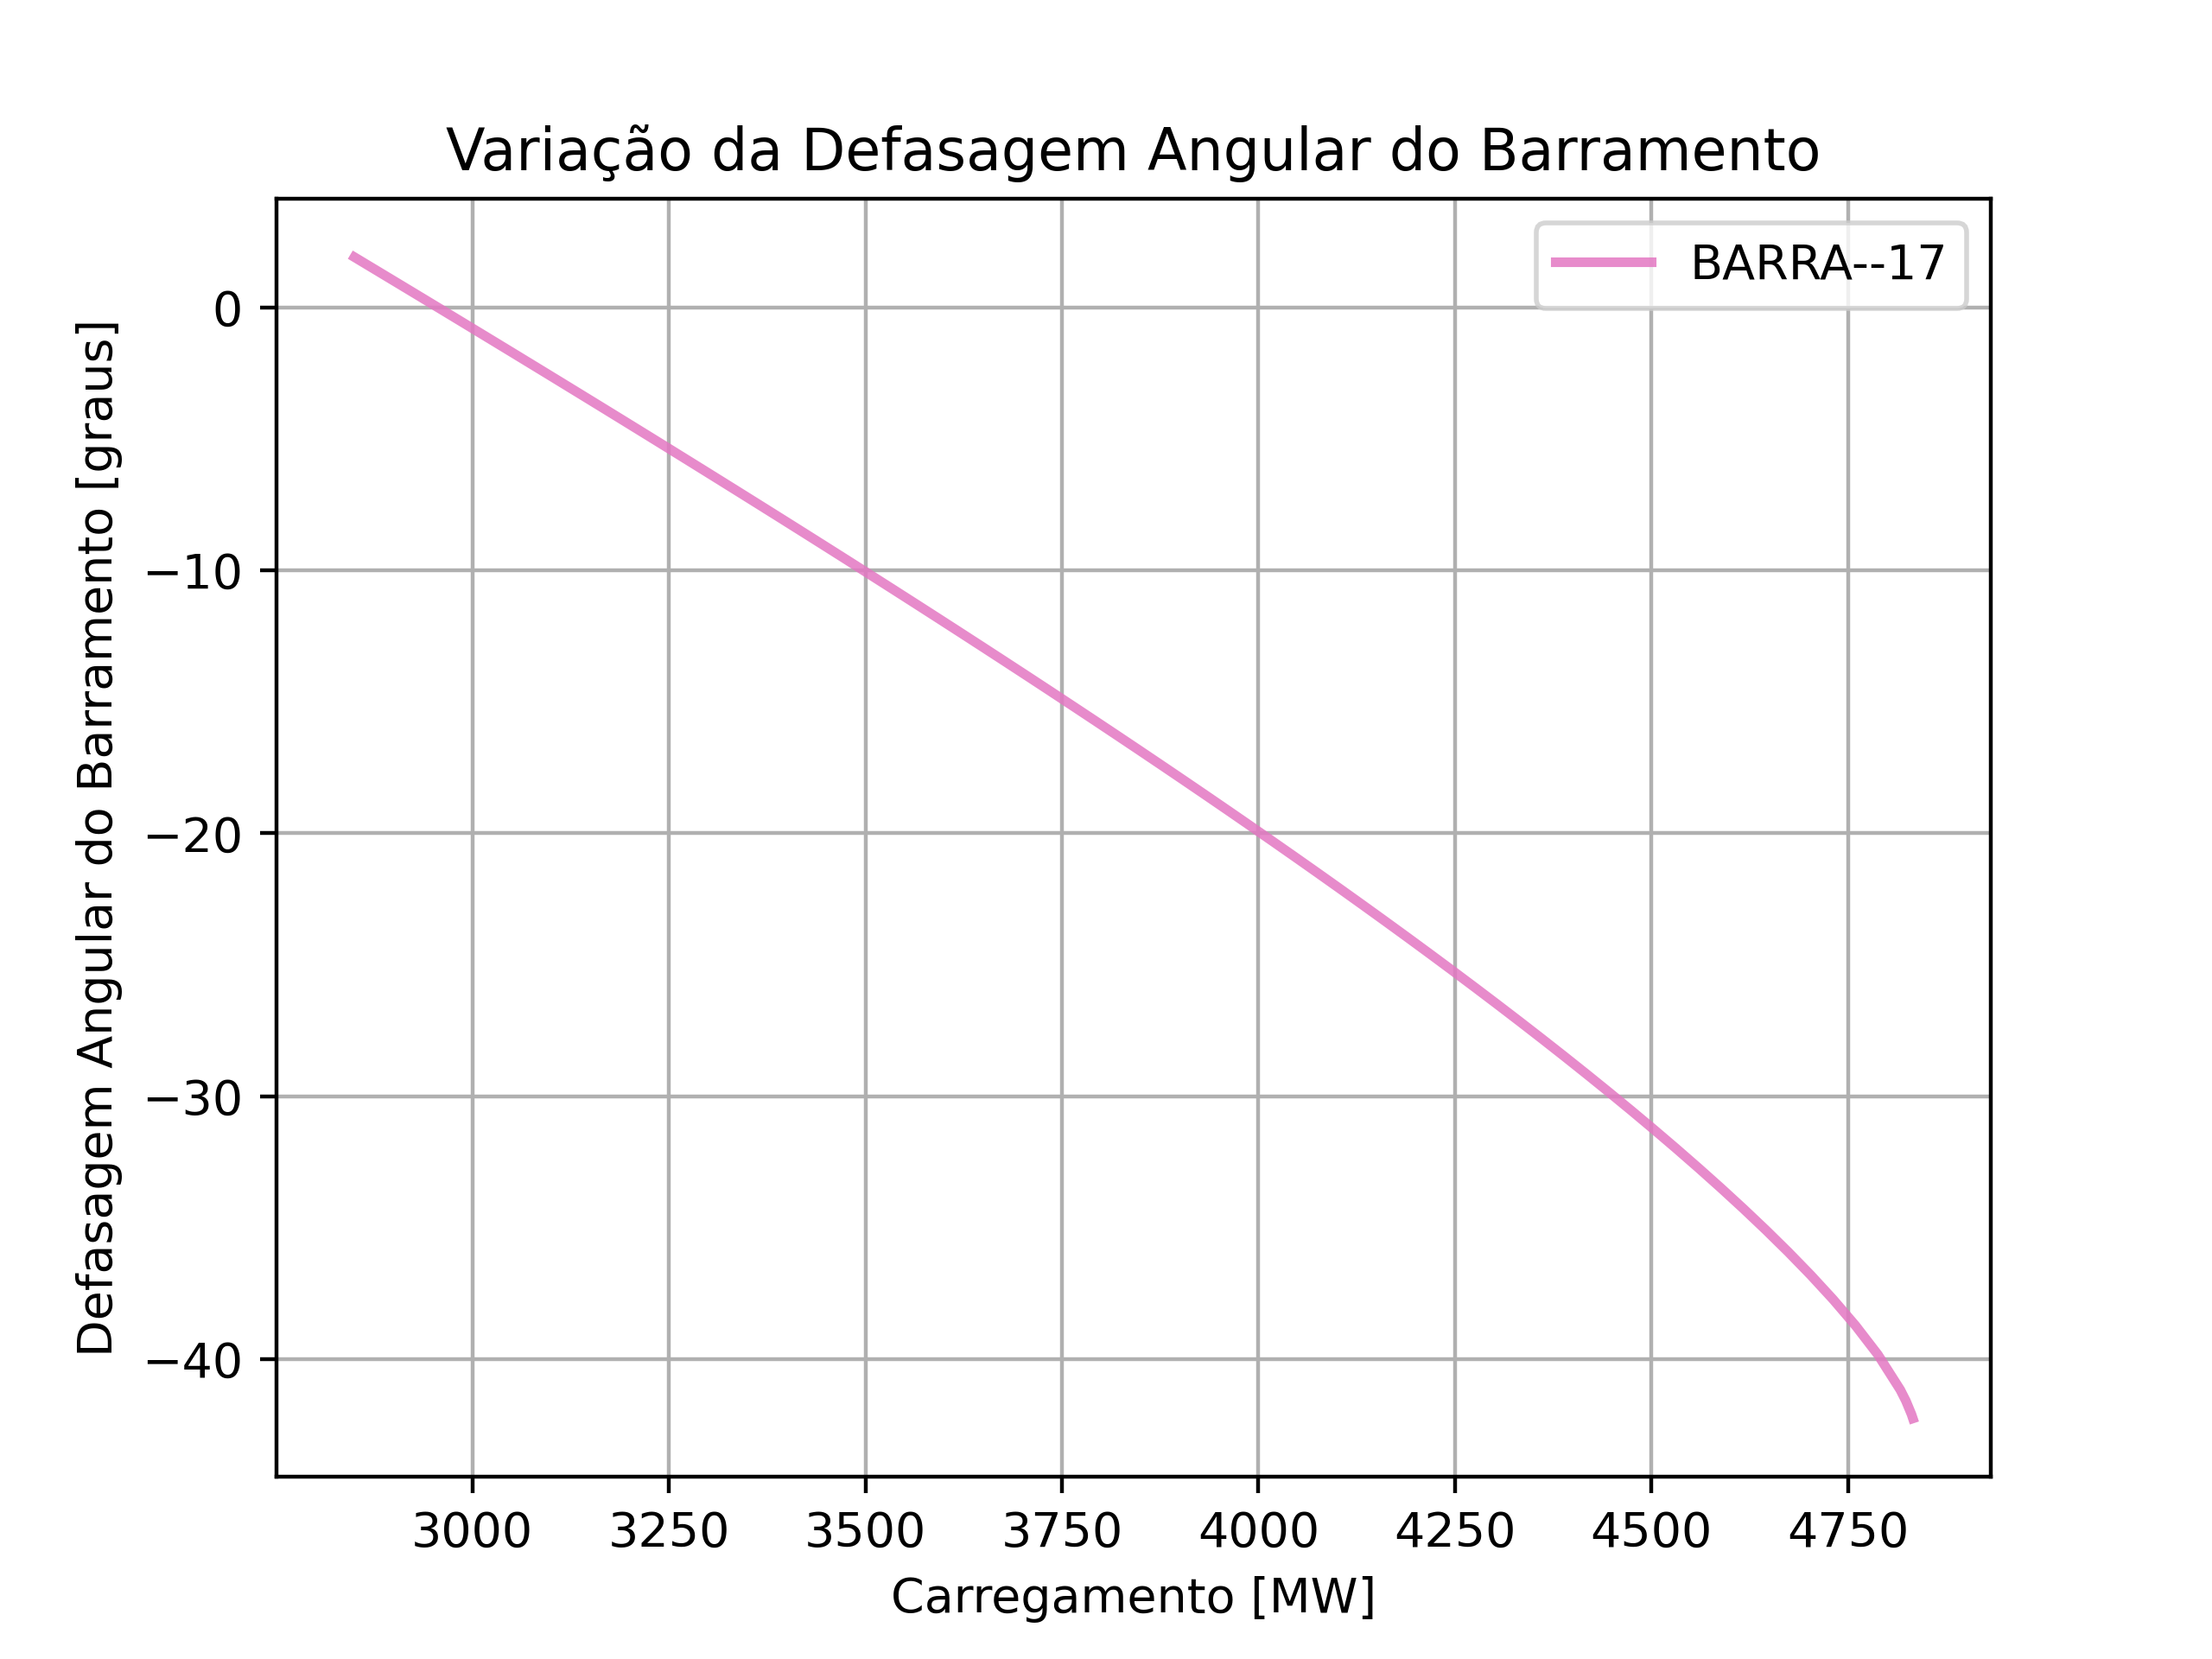 Variação da Defasagem Angular do Barramento
BARRA--17
Defasagem Angular do Barramento [graus]
0
−10
−20
−30
−40
3000 3250 3500 3750 4000 4250 4500 4750
Carregamento [MW]